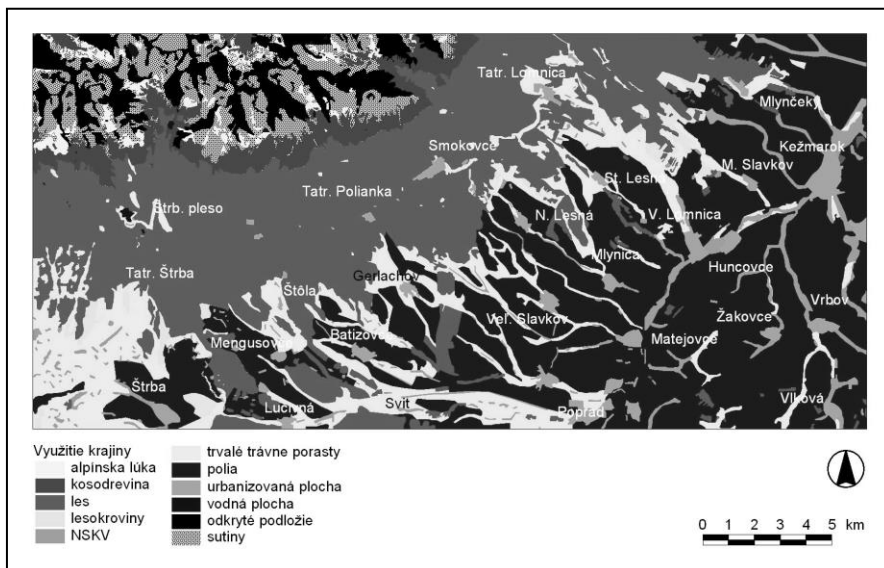 Tatr. Lomnica
Mlynčeky
Smokovce
Kežmarok
M. Slavkov
St. Lesná
Tatr. Polianka
Štrb. pleso
N. Lesná
V. Lomnica
Mlynica
Tatr. Štrba
Huncovce
Gerlachov
Štôla
Vrbov
Žakovce
Veľ. Slavkov
Batizovce
Mengusovce
Matejovce
Štrba
Vlková
Lučivná
Svit
Poprad
Využitie krajiny
alpínska lúka
kosodrevina
les
lesokroviny
NSKV
trvalé trávne porasty
polia
urbanizovaná plocha
vodná plocha
odkryté podložie
sutiny
0 1 2 3 4 5 km